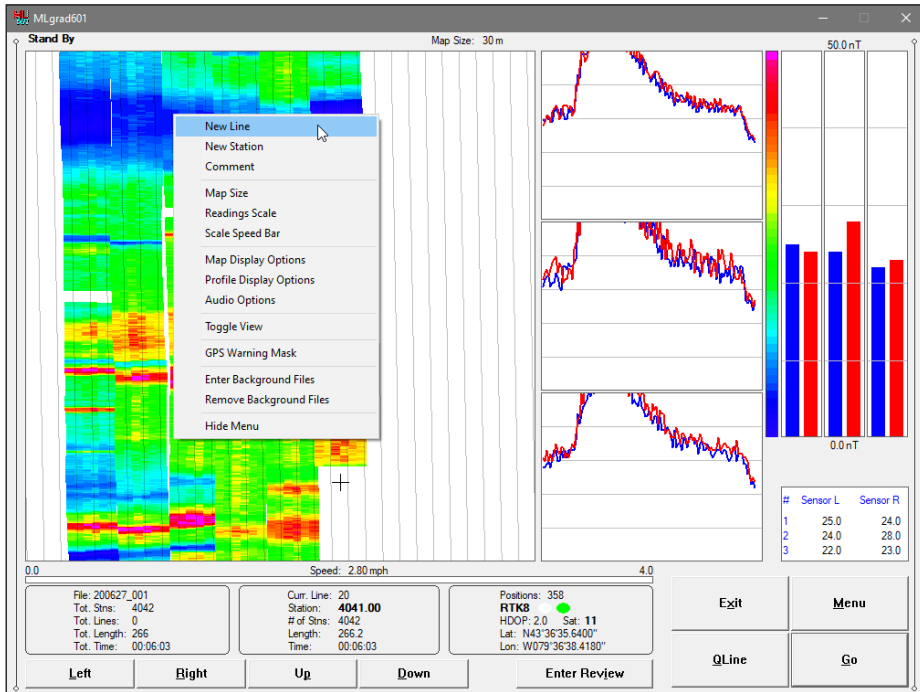 MLgrad601
Stand By
Map Size: 30 m
50.0 nT
New Line
New Station
Comment
Map Size
Readings Scale
Scale Speed Bar
Map Display Options
Profile Display Options
Audio Options
Toggle View
GPS Warning Mask
Enter Background Files
Remove Background Files
Hide Menu
0.0 nT
# Sensor L Sensor R
1 25.0 24.0
2 24.0 28.0
3 22.0 23.0
0.0 Speed: 2.80 mph 4.0
File: 200627_001
Tot. Stns: 4042
Tot. Lines: 0
Tot. Length: 266
Tot. Time: 00:06:03
Curr. Line: 20
Station: 4041.00
# of Stns: 4042
Length: 266.2
Time: 00:06:03
Positions: 358
RTK8
HDOP: 2.0 Sat: 11
Lat: N43°36'35.6400"
Lon: W079°36'38.4180"
Exit
Menu
QLine
Go
Left
Right
Up
Down
Enter Review